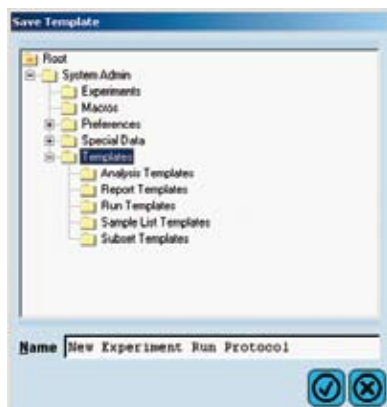 Save Template
Root
System Admin
Experiments
Macros
Preferences
Special Data
Templates
Analysis Templates
Report Templates
Run Templates
Sample List Templates
Subset Templates
Name New Experiment Run Protocol